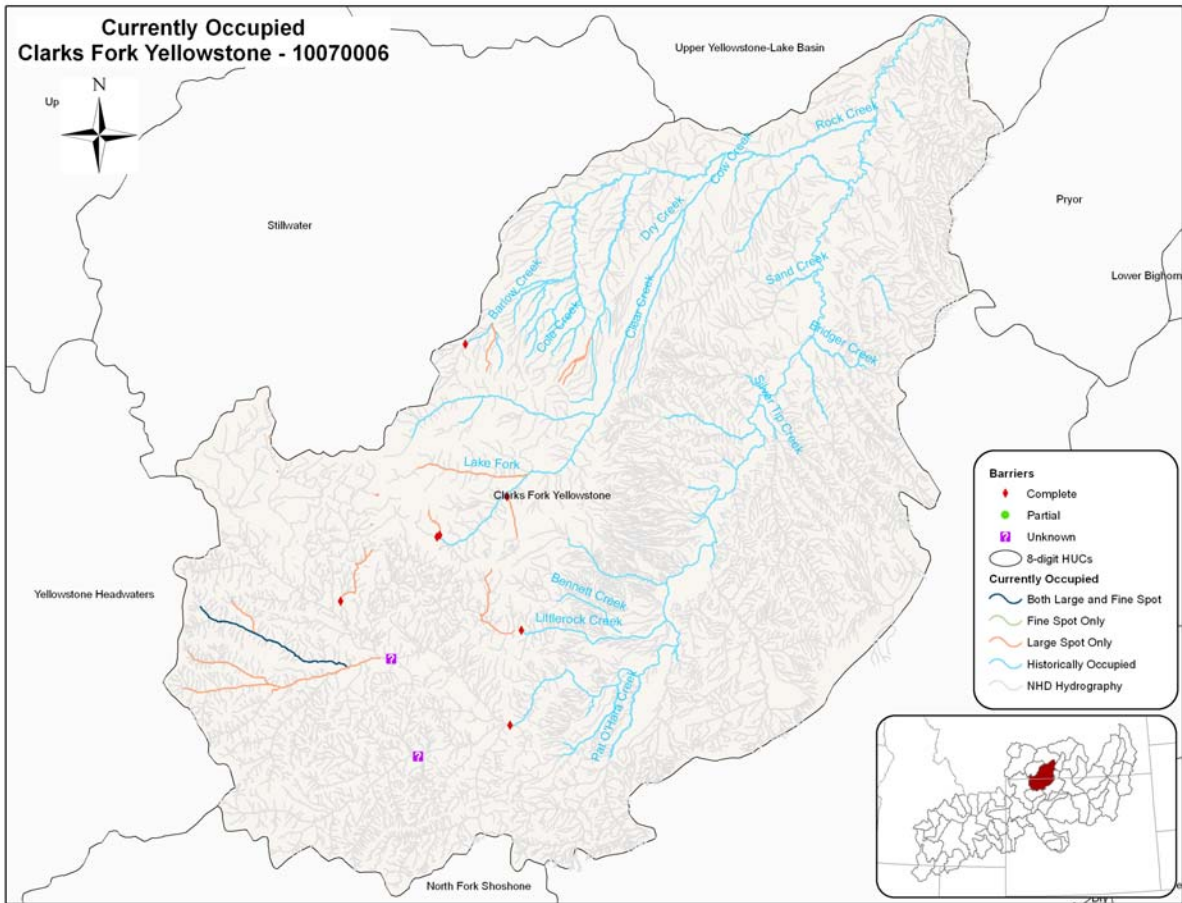 Currently Occupied
Clarks Fork Yellowstone - 10070006
N
Up
Upper Yellowstone-Lake Basin
Rock Creek
Cow Creek
Stillwater
Pryor
Dry Creek
Lower Bighorn
Sand Creek
Barlow Creek
Cole Creek
Clear Creek
Bridger Creek
Silver Tip Creek
Lake Fork
Clarks Fork Yellowstone
Yellowstone Headwaters
Bennett Creek
Littlerock Creek
Pat O'Hara Creek
North Fork Shoshone
Barriers
Complete
Partial
? Unknown
8-digit HUCs
Currently Occupied
Both Large and Fine Spot
Fine Spot Only
Large Spot Only
Historically Occupied
NHD Hydrography
?
?